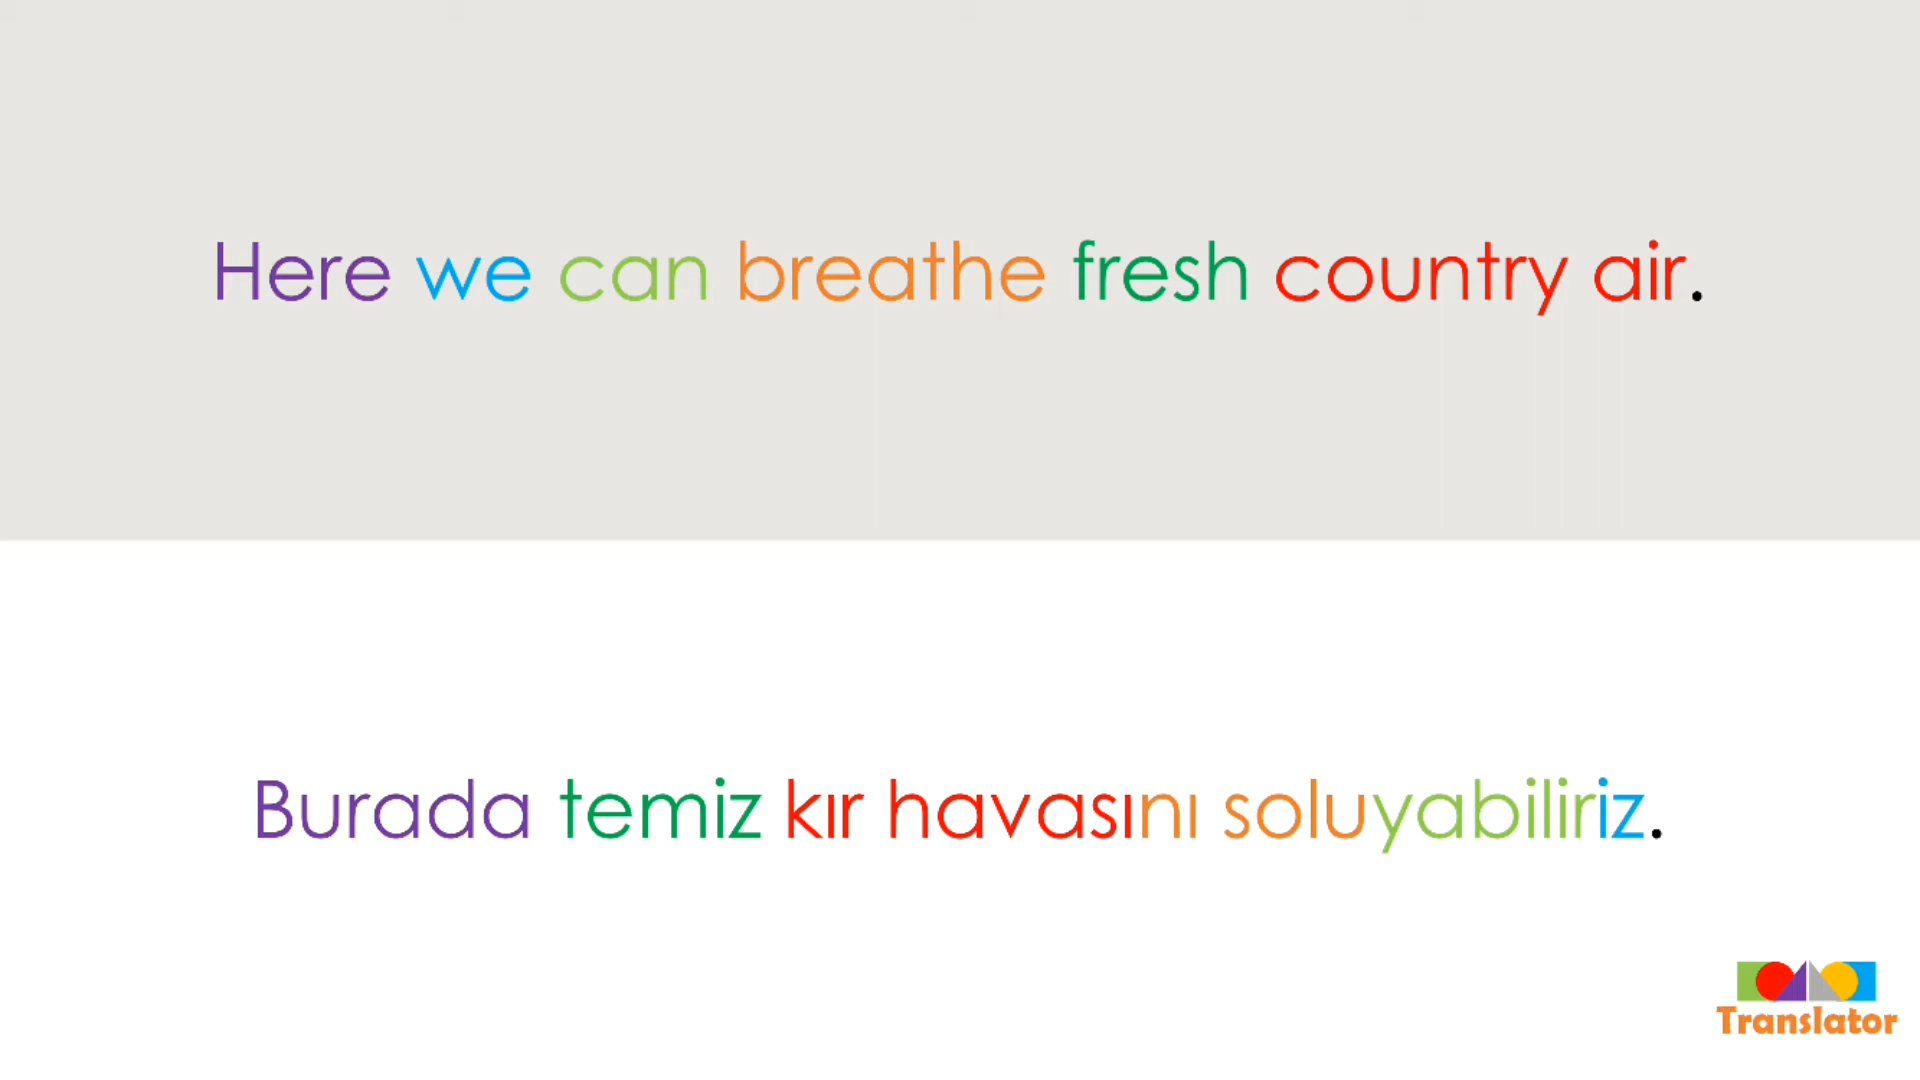 Here we can breathe fresh country air.
Burada temiz kır havasını soluyabiliriz.
Translator